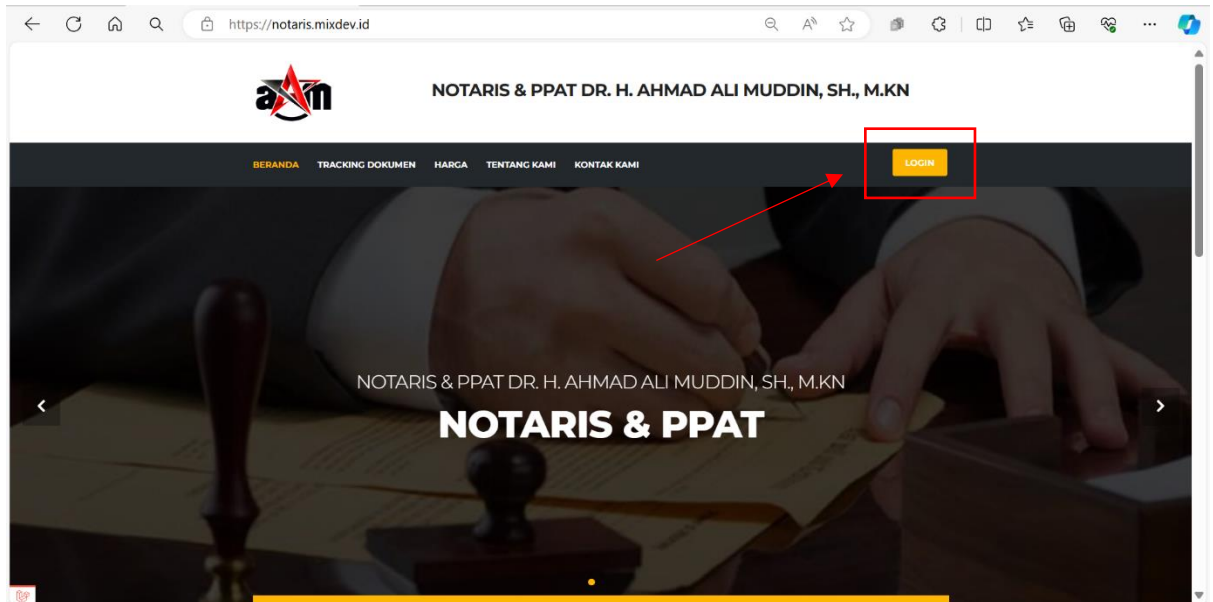 https://notaris.mixdev.id
aAm
NOTARIS & PPAT DR. H. AHMAD ALI MUDDIN, SH., M.KN
BERANDA TRACKING DOKUMEN HARGA TENTANG KAMI KONTAK KAMI LOGIN
NOTARIS & PPAT DR. H. AHMAD ALI MUDDIN, SH., M.KN
NOTARIS & PPAT